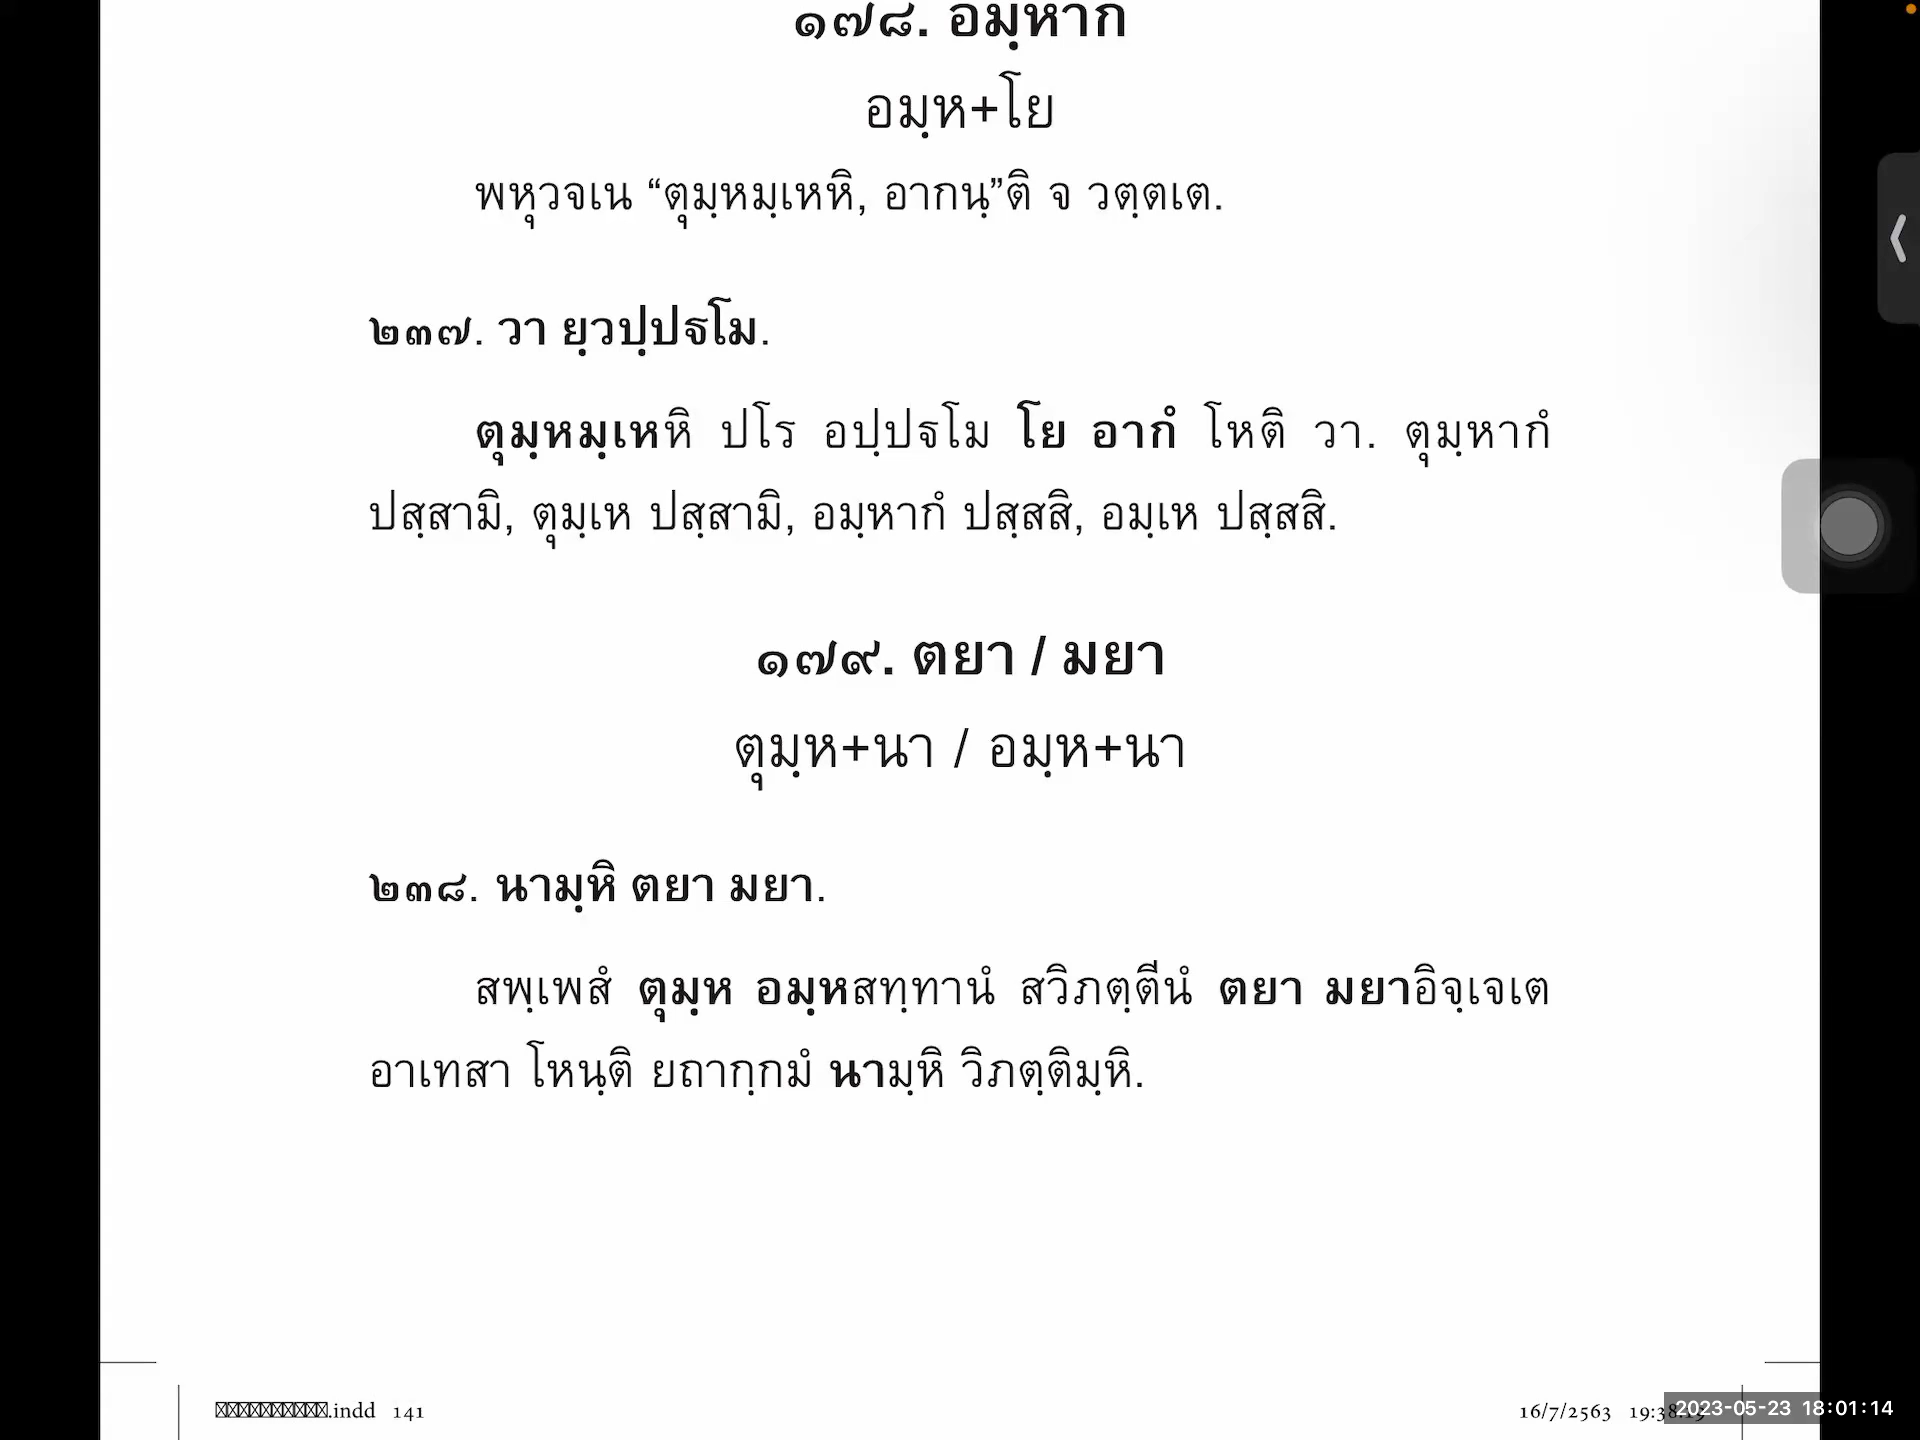 ๑๗๘. อมฺหาก
อมฺห+โย
พหุวจเน “ตุมฺหมฺเหหิ, อากนฺ”ติ จ วตฺตเต.
๒๓๗. วา ยฺวปฺปฐโม.
ตุมฺหมฺเหหิ ปโร อปฺปฐโม โย อากํ โหติ วา. ตุมฺหากํ
ปสฺสามิ, ตุมฺเห ปสฺสามิ, อมฺหากํ ปสฺสสิ, อมฺเห ปสฺสสิ.
๑๗๙. ตยา / มยา
ตุมฺห+นา / อมฺห+นา
๒๓๘. นามฺหิ ตยา มยา.
สพฺเพสํ ตุมฺห อมฺหสทฺทานํ สวิภตฺตีนํ ตยา มยาอิจฺเจเต
อาเทสา โหนฺติ ยถากฺกมํ นามฺหิ วิภตฺติมฺหิ.
.indd 141
16/7/2563 19:38
2023-05-23 18:01:14